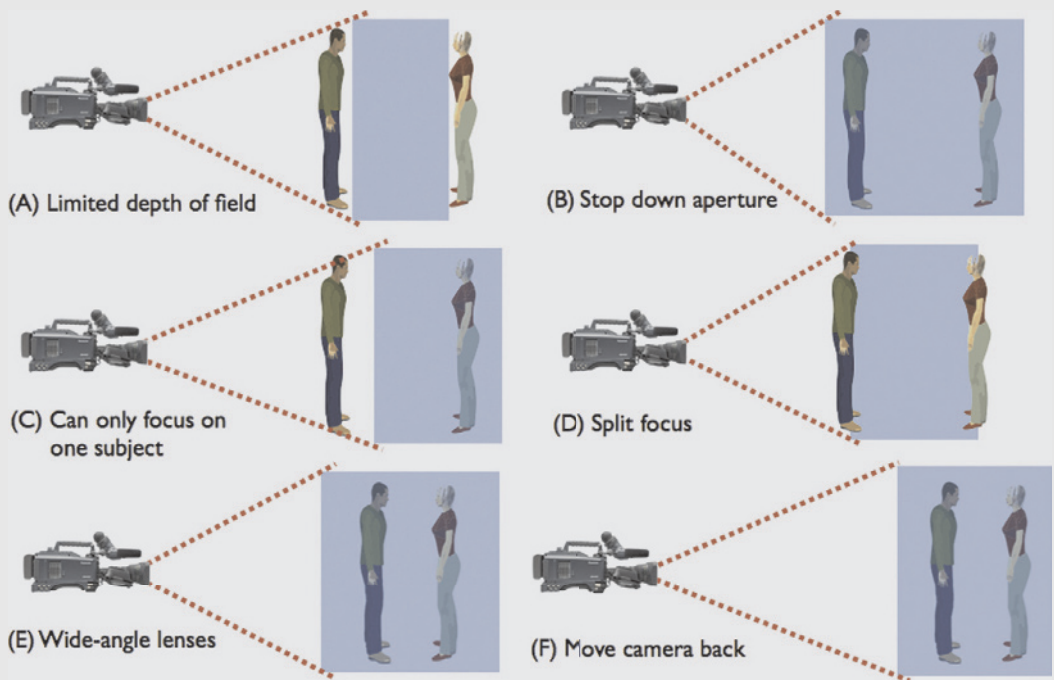 (A) Limited depth of field
(B) Stop down aperture
(C) Can only focus on
one subject
(D) Split focus
(E) Wide-angle lenses
(F) Move camera back